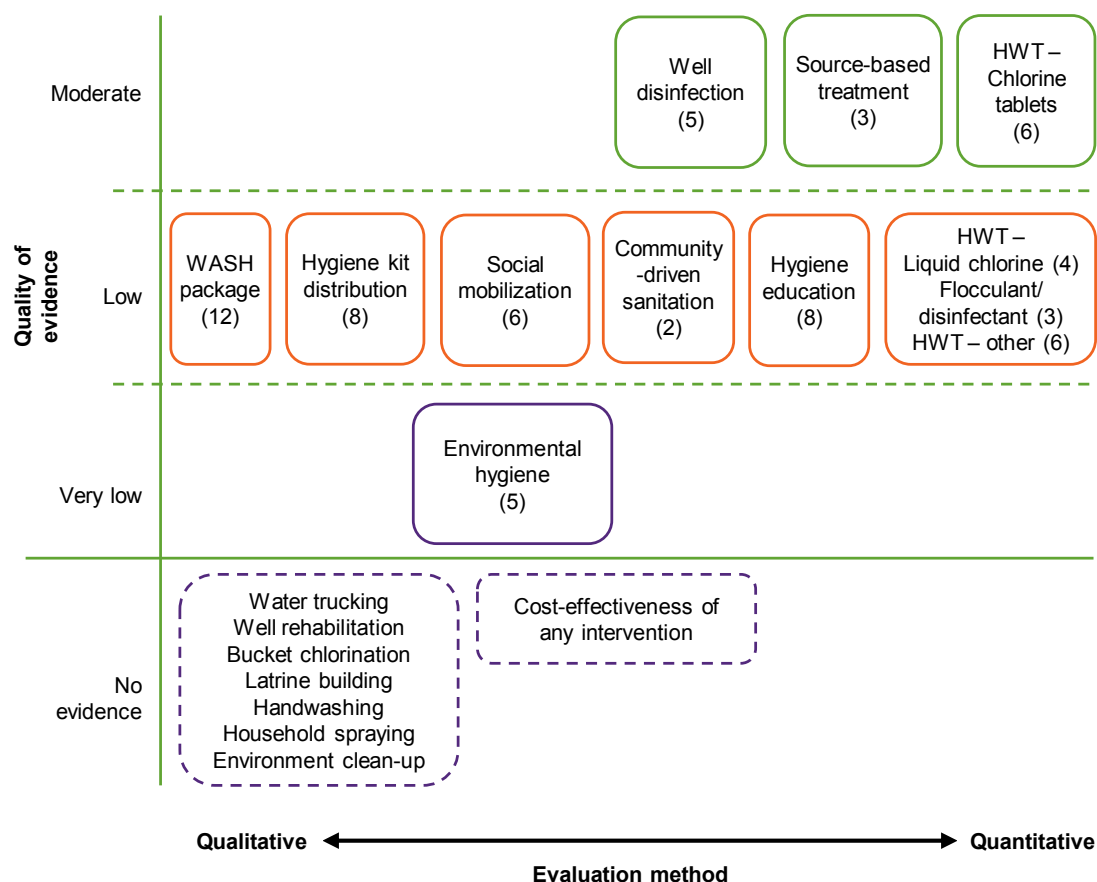 Quality of
evidence
Moderate
Well
disinfection
(5)
Source-based
treatment
(3)
HWT –
Chlorine
tablets
(6)
Low
WASH
package
(12)
Hygiene kit
distribution
(8)
Social
mobilization
(6)
Community
-driven
sanitation
(2)
Hygiene
education
(8)
HWT –
Liquid chlorine (4)
Flocculant/
disinfectant (3)
HWT – other (6)
Very low
Environmental
hygiene
(5)
No
evidence
Water trucking
Well rehabilitation
Bucket chlorination
Latrine building
Handwashing
Household spraying
Environment clean-up
Cost-effectiveness of
any intervention
Qualitative
Quantitative
Evaluation method